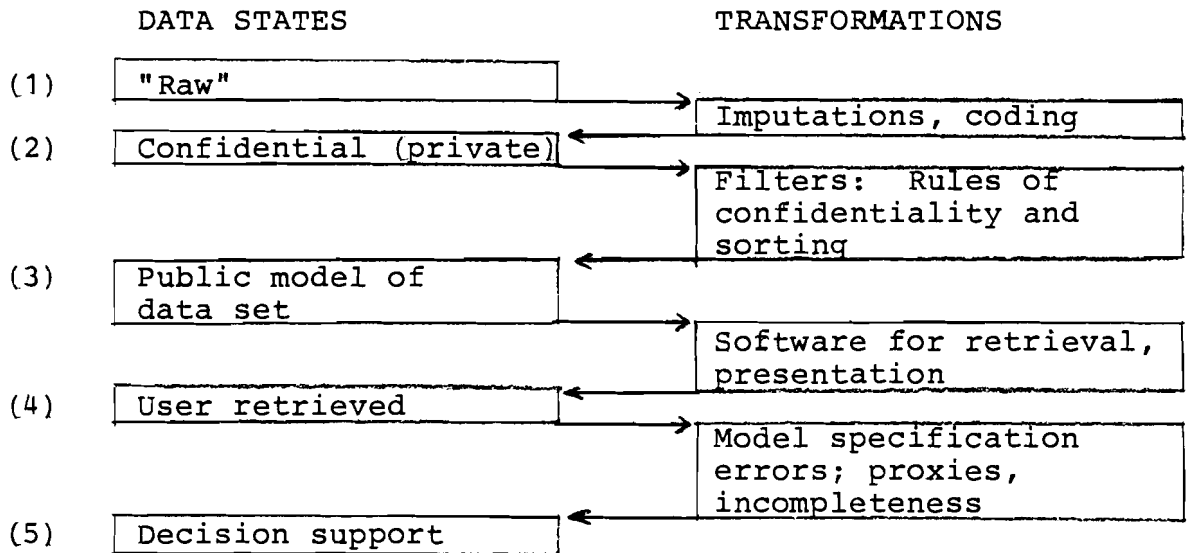 DATA STATES TRANSFORMATIONS
(1) "Raw"
Imputations, coding
(2) Confidential (private)
Filters: Rules of
confidentiality and
sorting
(3) Public model of
data set
Software for retrieval,
presentation
(4) User retrieved
Model specification
errors; proxies,
incompleteness
(5) Decision support